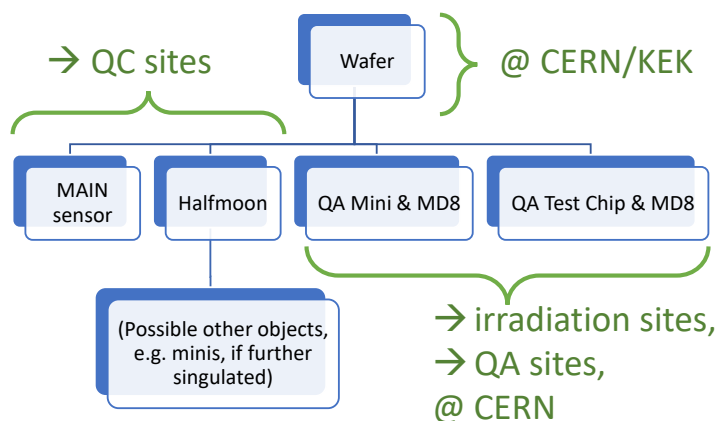 → QC sites
Wafer
@ CERN/KEK
MAIN
sensor
Halfmoon
QA Mini & MD8
QA Test Chip & MD8
(Possible other objects,
e.g. minis, if further
singulated)
→ irradiation sites,
→ QA sites,
@ CERN